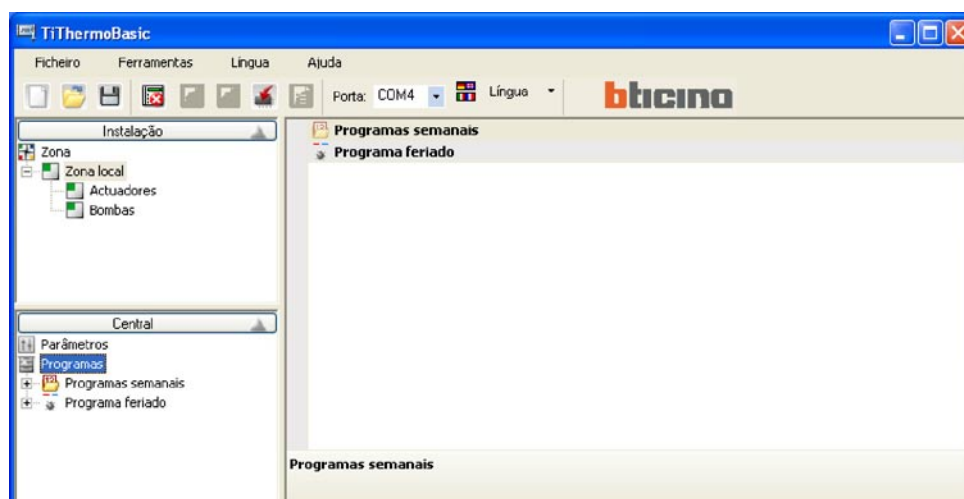 TiThermoBasic
Ficheiro Ferramentas Língua Ajuda
Porta: COM4 Língua bticino
Instalação
Zona
Zona local
Actuadores
Bombas
Central
Parâmetros
Programas
Programas semanais
Programa feriado
Programas semanais
Programa feriado
Programas semanais